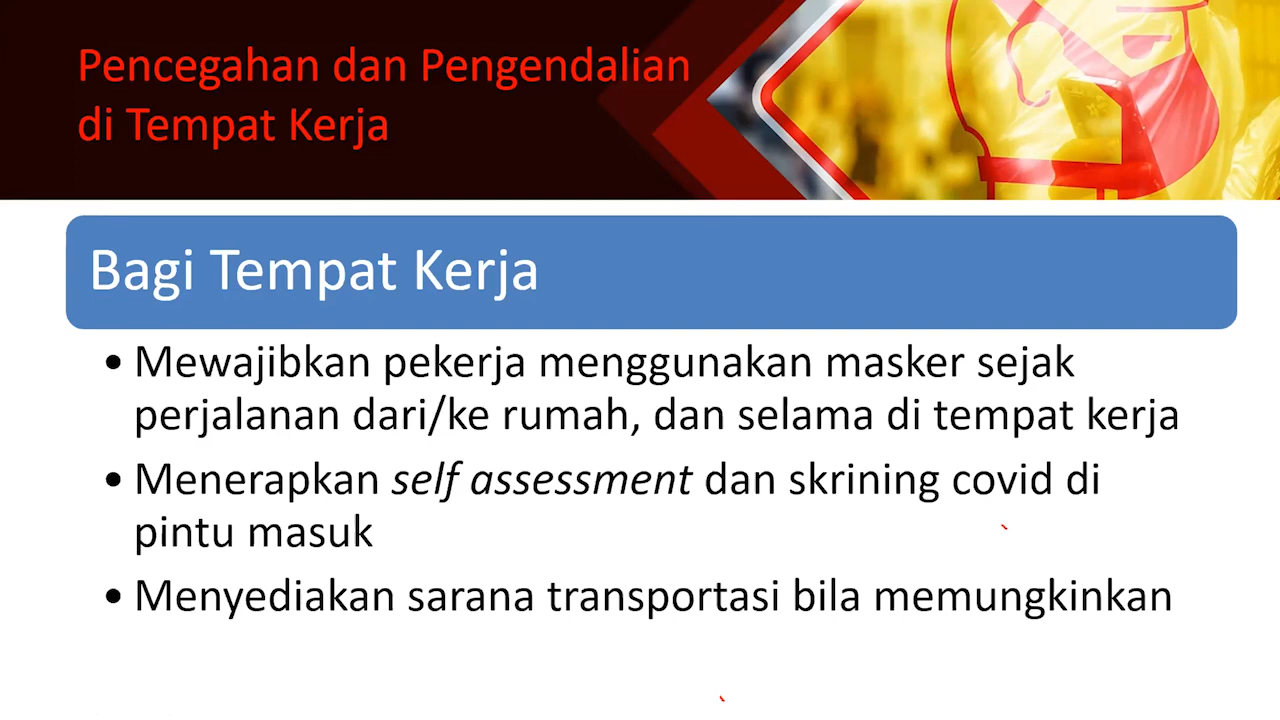 Pencegahan dan Pengendalian
di Tempat Kerja
Bagi Tempat Kerja
• Mewajibkan pekerja menggunakan masker sejak
perjalanan dari/ke rumah, dan selama di tempat kerja
• Menerapkan self assessment dan skrining covid di
pintu masuk
• Menyediakan sarana transportasi bila memungkinkan